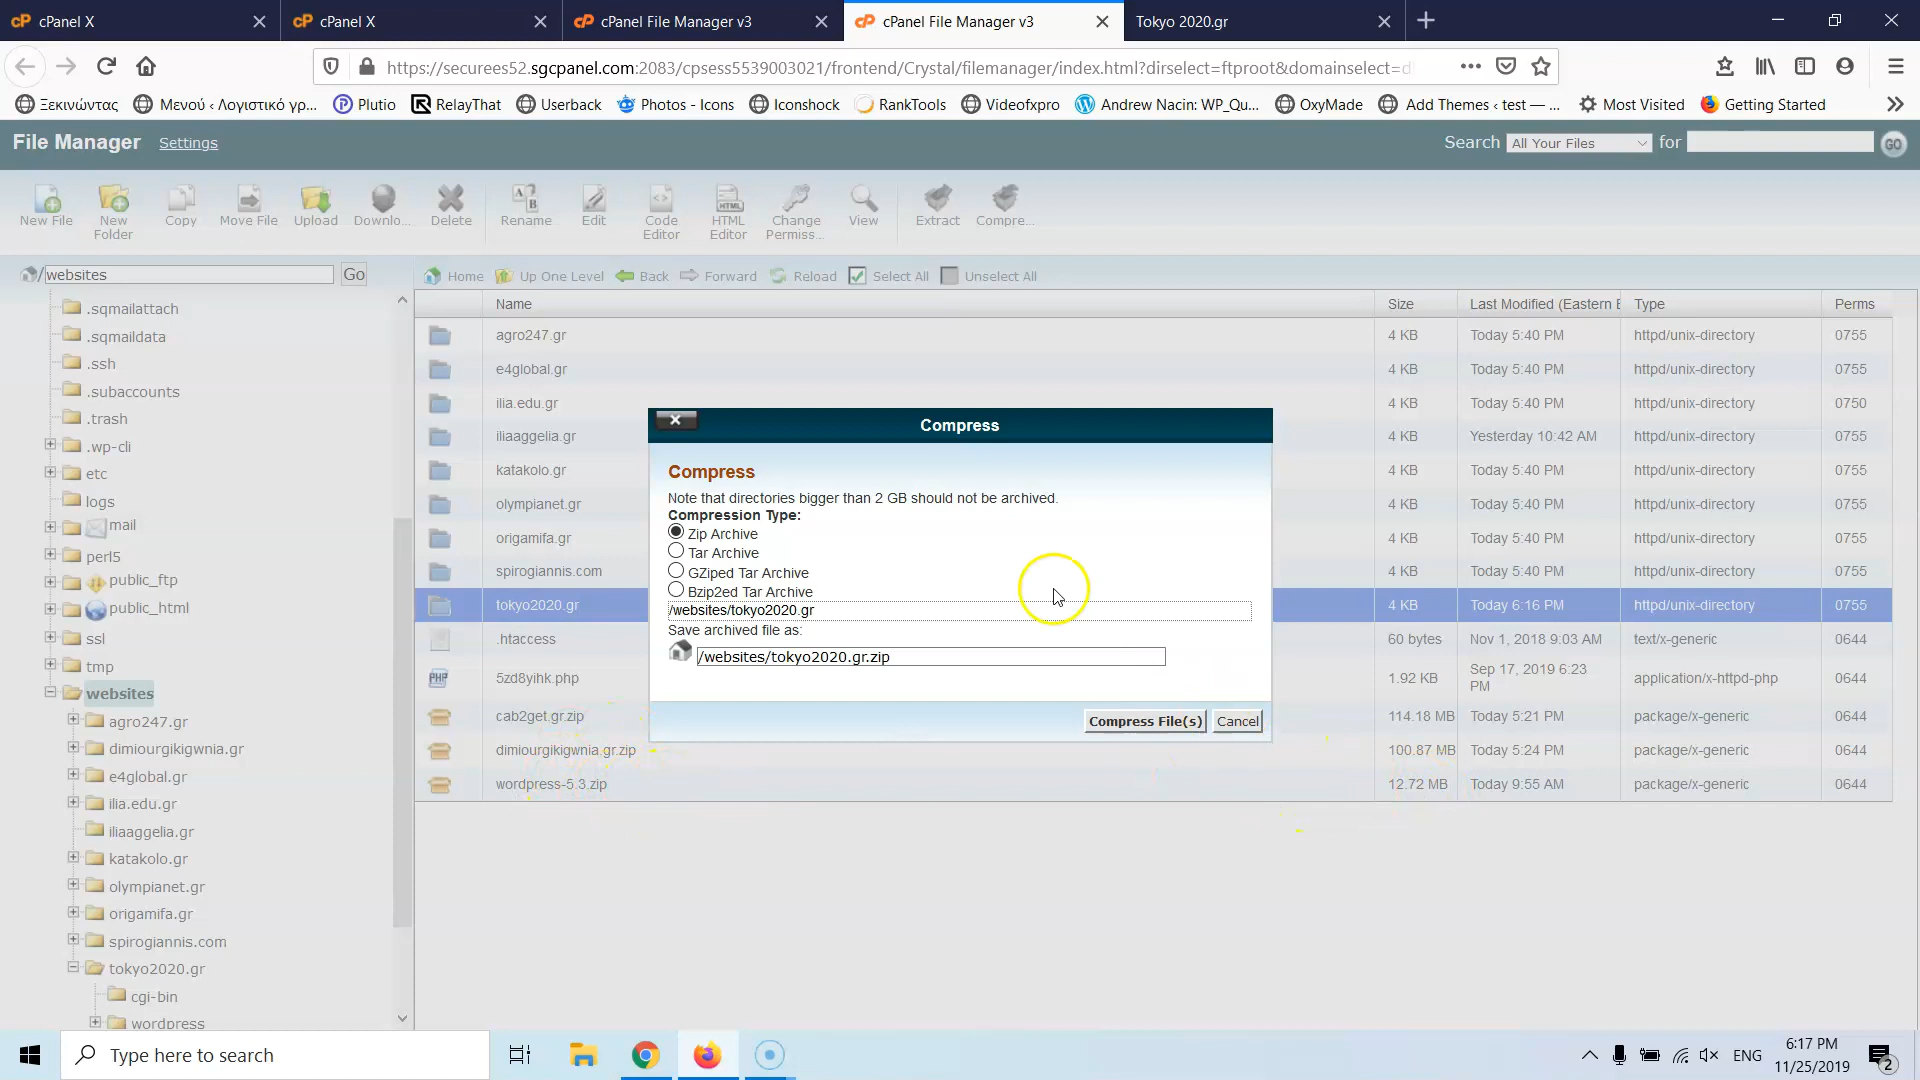 cPanel X
cPanel X
cPanel File Manager v3
cPanel File Manager v3
Tokyo 2020.gr
https://securees52.sgcpanel.com:2083/cpsess5539003021/frontend/Crystal/filemanager/index.html?dirselect=ftproot&domainselect=d
Ξεκινώντας
Μενού ‹ Λογιστικό γρ...
Plutio
RelayThat
Userback
Photos - Icons
Iconshock
RankTools
Videofxpro
Andrew Nacin: WP_Qu...
OxyMade
Add Themes ‹ test — ...
Most Visited
Getting Started
File Manager
Settings
Search
All Your Files
for
GO
New File
New Folder
Copy
Move File
Upload
Downlo...
Delete
Rename
Edit
Code Editor
HTML Editor
Change Permiss...
View
Extract
Compre...
/ websites
Go
Home
Up One Level
Back
Forward
Reload
Select All
Unselect All
.sqmailattach
.sqmaildata
.ssh
.subaccounts
.trash
.wp-cli
etc
logs
mail
perl5
public_ftp
public_html
ssl
tmp
websites
agro247.gr
dimiourgikigwnia.gr
e4global.gr
ilia.edu.gr
iliaaggelia.gr
katakolo.gr
olympianet.gr
origamifa.gr
spirogiannis.com
tokyo2020.gr
cgi-bin
wordpress
Name Size Last Modified (Eastern E Type Perms
agro247.gr 4 KB Today 5:40 PM httpd/unix-directory 0755
e4global.gr 4 KB Today 5:40 PM httpd/unix-directory 0755
ilia.edu.gr 4 KB Today 5:40 PM httpd/unix-directory 0750
iliaaggelia.gr 4 KB Yesterday 10:42 AM httpd/unix-directory 0755
katakolo.gr 4 KB Today 5:40 PM httpd/unix-directory 0755
olympianet.gr 4 KB Today 5:40 PM httpd/unix-directory 0755
origamifa.gr 4 KB Today 5:40 PM httpd/unix-directory 0755
spirogiannis.com 4 KB Today 5:40 PM httpd/unix-directory 0755
tokyo2020.gr 4 KB Today 6:16 PM httpd/unix-directory 0755
.htaccess 60 bytes Nov 1, 2018 9:03 AM text/x-generic 0644
5zd8yihk.php 1.92 KB Sep 17, 2019 6:23 PM application/x-httpd-php 0644
cab2get.gr.zip 114.18 MB Today 5:21 PM package/x-generic 0644
dimiourgikigwnia.gr.zip 100.87 MB Today 5:24 PM package/x-generic 0644
wordpress-5.3.zip 12.72 MB Today 9:55 AM package/x-generic 0644
Compress
Compress
Note that directories bigger than 2 GB should not be archived.
Compression Type:
Zip Archive
Tar Archive
GZiped Tar Archive
Bzip2ed Tar Archive
/websites/tokyo2020.gr
Save archived file as:
/websites/tokyo2020.gr.zip
Compress File(s)
Cancel
Type here to search
ENG
6:17 PM
11/25/2019
2